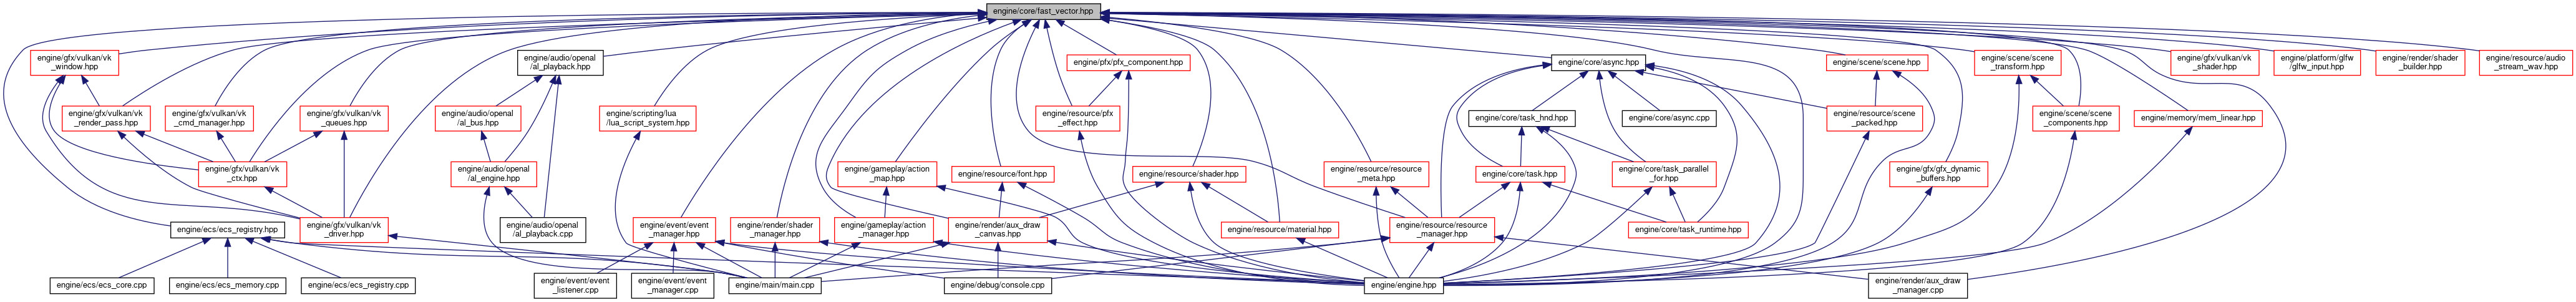 engine/core/fast_vector.hpp
engine/gfx/vulkan/vk
_window.hpp
engine/audio/openal
/al_playback.hpp
engine/pfx/pfx_component.hpp
engine/core/async.hpp
engine/scene/scene.hpp
engine/scene/scene
_transform.hpp
engine/gfx/vulkan/vk
_shader.hpp
engine/platform/glfw
/glfw_input.hpp
engine/render/shader
_builder.hpp
engine/resource/audio
_stream_wav.hpp
engine/gfx/vulkan/vk
_render_pass.hpp
engine/gfx/vulkan/vk
_cmd_manager.hpp
engine/gfx/vulkan/vk
_queues.hpp
engine/audio/openal
/al_bus.hpp
engine/scripting/lua
/lua_script_system.hpp
engine/resource/pfx
_effect.hpp
engine/core/task_hnd.hpp
engine/core/async.cpp
engine/resource/scene
_packed.hpp
engine/scene/scene
_components.hpp
engine/memory/mem_linear.hpp
engine/gfx/vulkan/vk
_ctx.hpp
engine/audio/openal
/al_engine.hpp
engine/gameplay/action
_map.hpp
engine/resource/font.hpp
engine/resource/shader.hpp
engine/resource/resource
_meta.hpp
engine/core/task.hpp
engine/core/task_parallel
_for.hpp
engine/gfx/gfx_dynamic
_buffers.hpp
engine/ecs/ecs_registry.hpp
engine/gfx/vulkan/vk
_driver.hpp
engine/audio/openal
/al_playback.cpp
engine/event/event
_manager.hpp
engine/render/shader
_manager.hpp
engine/gameplay/action
_manager.hpp
engine/render/aux_draw
_canvas.hpp
engine/resource/material.hpp
engine/resource/resource
_manager.hpp
engine/core/task_runtime.hpp
engine/ecs/ecs_core.cpp
engine/ecs/ecs_memory.cpp
engine/ecs/ecs_registry.cpp
engine/event/event
_listener.cpp
engine/event/event
_manager.cpp
engine/main/main.cpp
engine/debug/console.cpp
engine/engine.hpp
engine/render/aux_draw
_manager.cpp